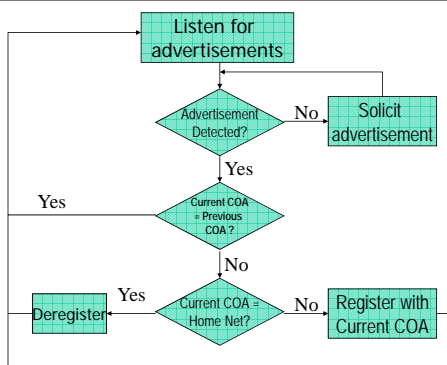 Listen for
advertisements
Advertisement
Detected?
No
Solicit
advertisement
Yes
Yes
Current COA
= Previous
COA ?
No
Deregister
Yes
Current COA =
Home Net?
No
Register with
Current COA